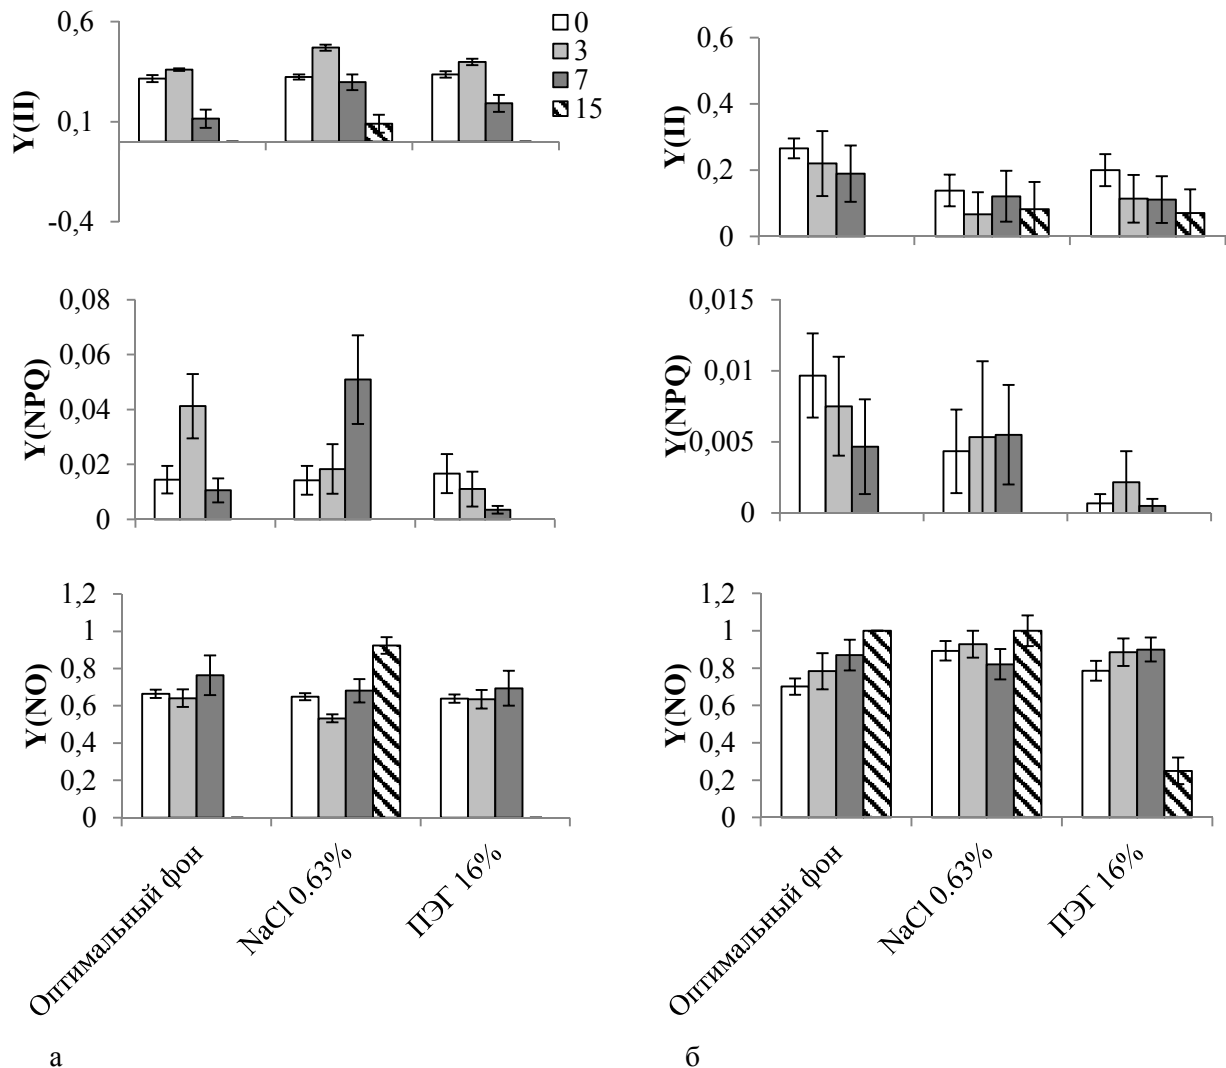 0,6
0,1
-0,4
Y(II)
0
3
7
15
0,6
0,4
0,2
0
Y(II)
0,08
0,06
0,04
0,02
0
Y(NPQ)
0,015
0,01
0,005
0
Y(NPQ)
1,2
1
0,8
0,6
0,4
0,2
0
Y(NO)
Оптимальный фон
NaCl 0.63%
ПЭГ 16%
1,2
1
0,8
0,6
0,4
0,2
0
Y(NO)
Оптимальный фон
NaCl 0.63%
ПЭГ 16%
а
б